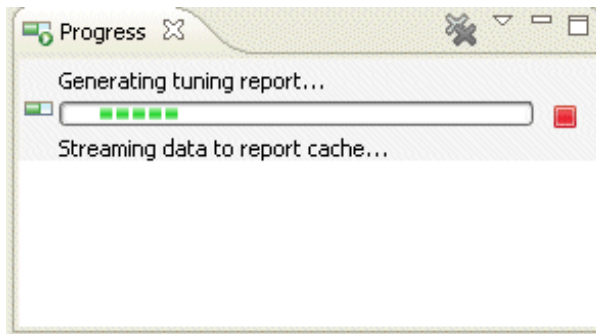 Progress
Generating tuning report...
Streaming data to report cache...